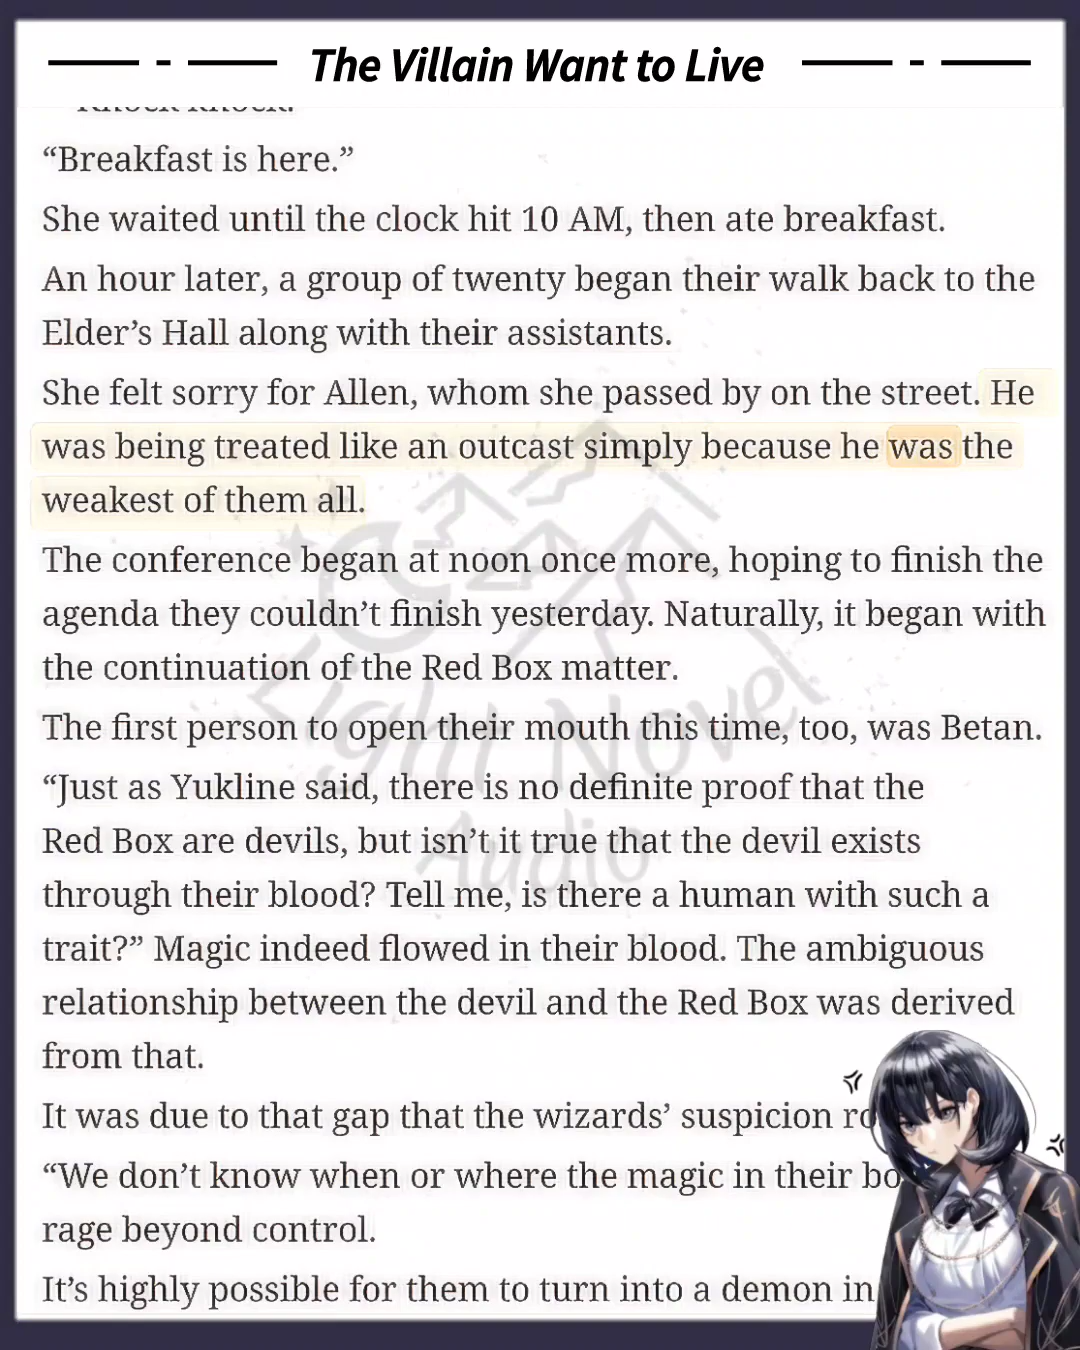 The Villain Want to Live
Knock knock.
“Breakfast is here.”
She waited until the clock hit 10 AM, then ate breakfast.
An hour later, a group of twenty began their walk back to the
Elder’s Hall along with their assistants.
She felt sorry for Allen, whom she passed by on the street. He
was being treated like an outcast simply because he was the
weakest of them all.
The conference began at noon once more, hoping to finish the
agenda they couldn’t finish yesterday. Naturally, it began with
the continuation of the Red Box matter.
The first person to open their mouth this time, too, was Betan.
“Just as Yukline said, there is no definite proof that the
Red Box are devils, but isn’t it true that the devil exists
through their blood? Tell me, is there a human with such a
trait?” Magic indeed flowed in their blood. The ambiguous
relationship between the devil and the Red Box was derived
from that.
It was due to that gap that the wizards’ suspicion
“We don’t know when or where the magic in their
rage beyond control.
It’s highly possible for them to turn into a demon in
Light Novel
Audio